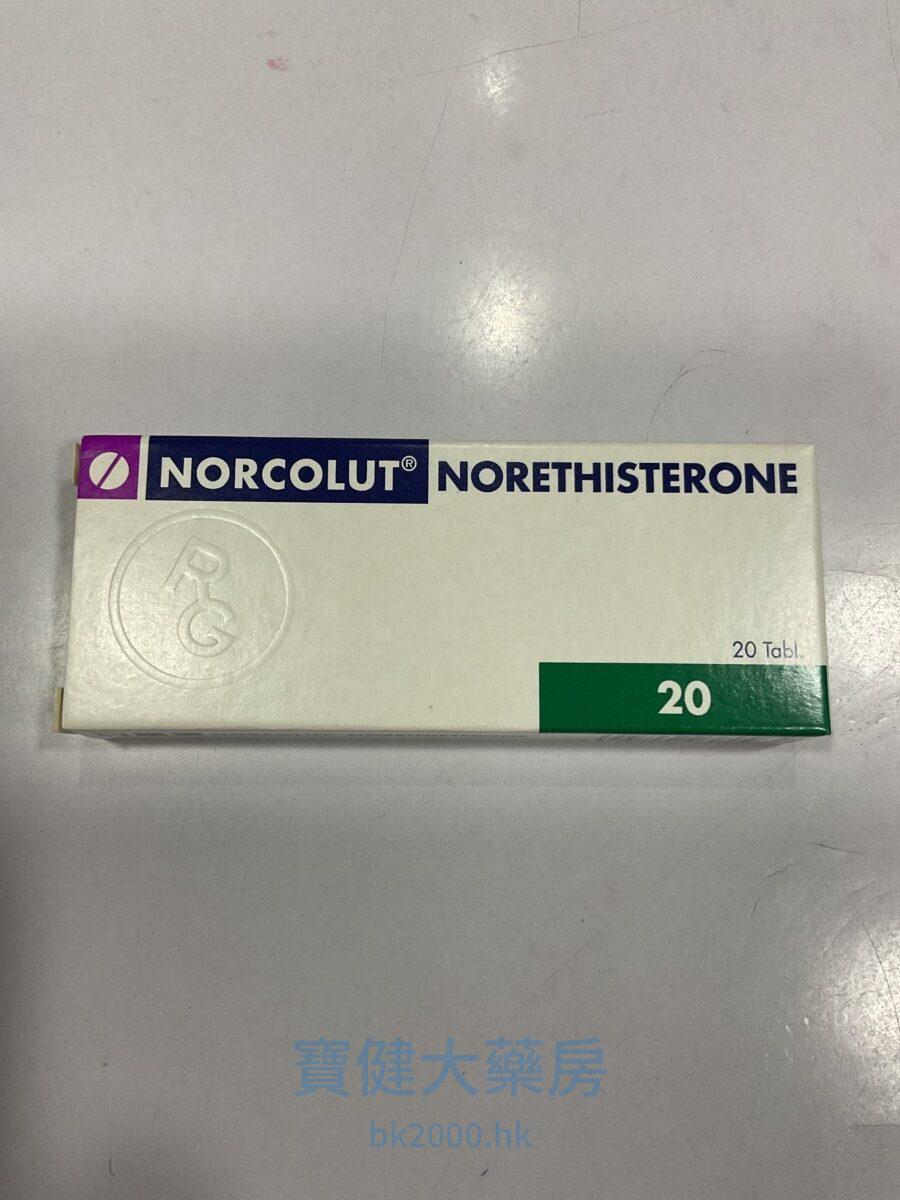 NORCOLUT® NORETHISTERONE
RG
20 Tabl.
20
寶健大藥房
bk2000.hk